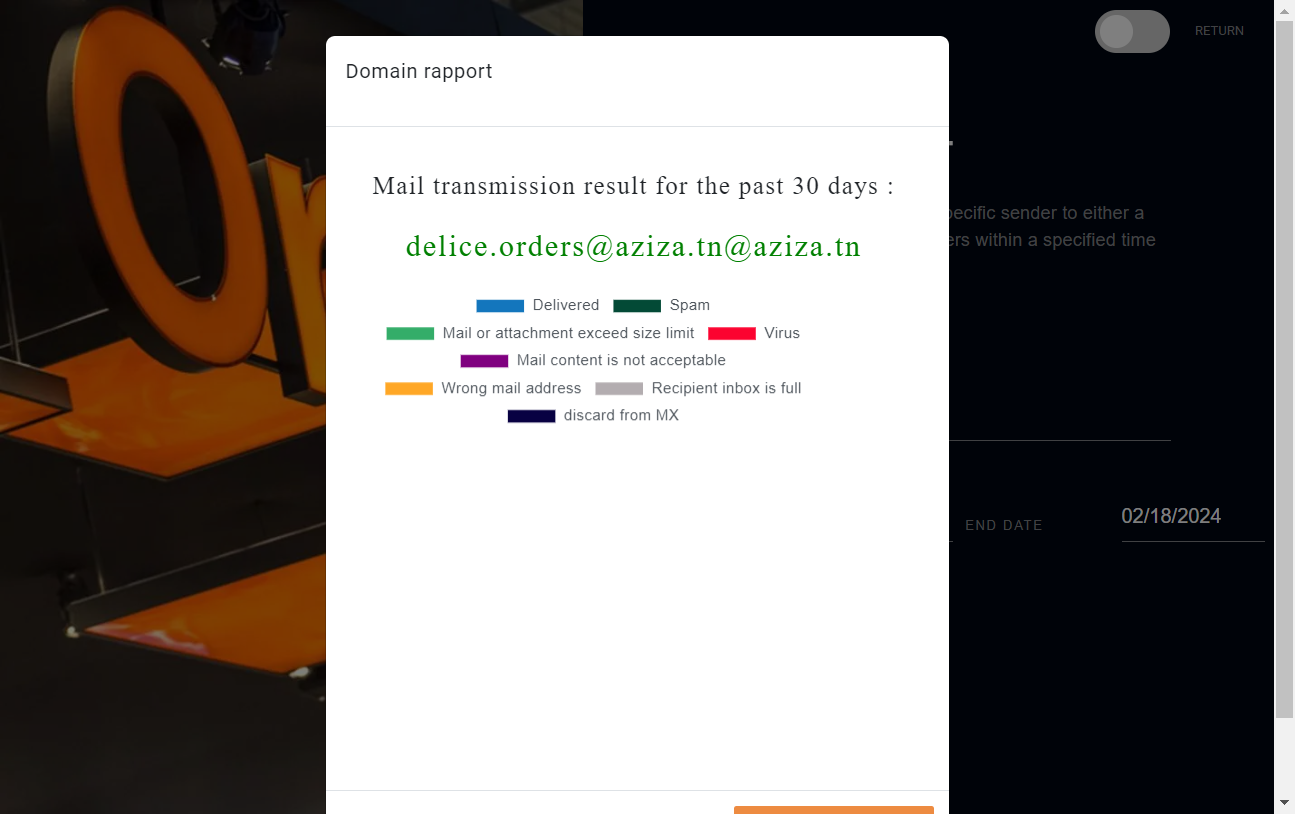 RETURN
Domain rapport
Mail transmission result for the past 30 days :
delice.orders@aziza.tn@aziza.tn
Delivered Spam
Mail or attachment exceed size limit Virus
Mail content is not acceptable
Wrong mail address Recipient inbox is full
discard from MX
specific sender to either a
within a specified time
END DATE 02/18/2024
Or